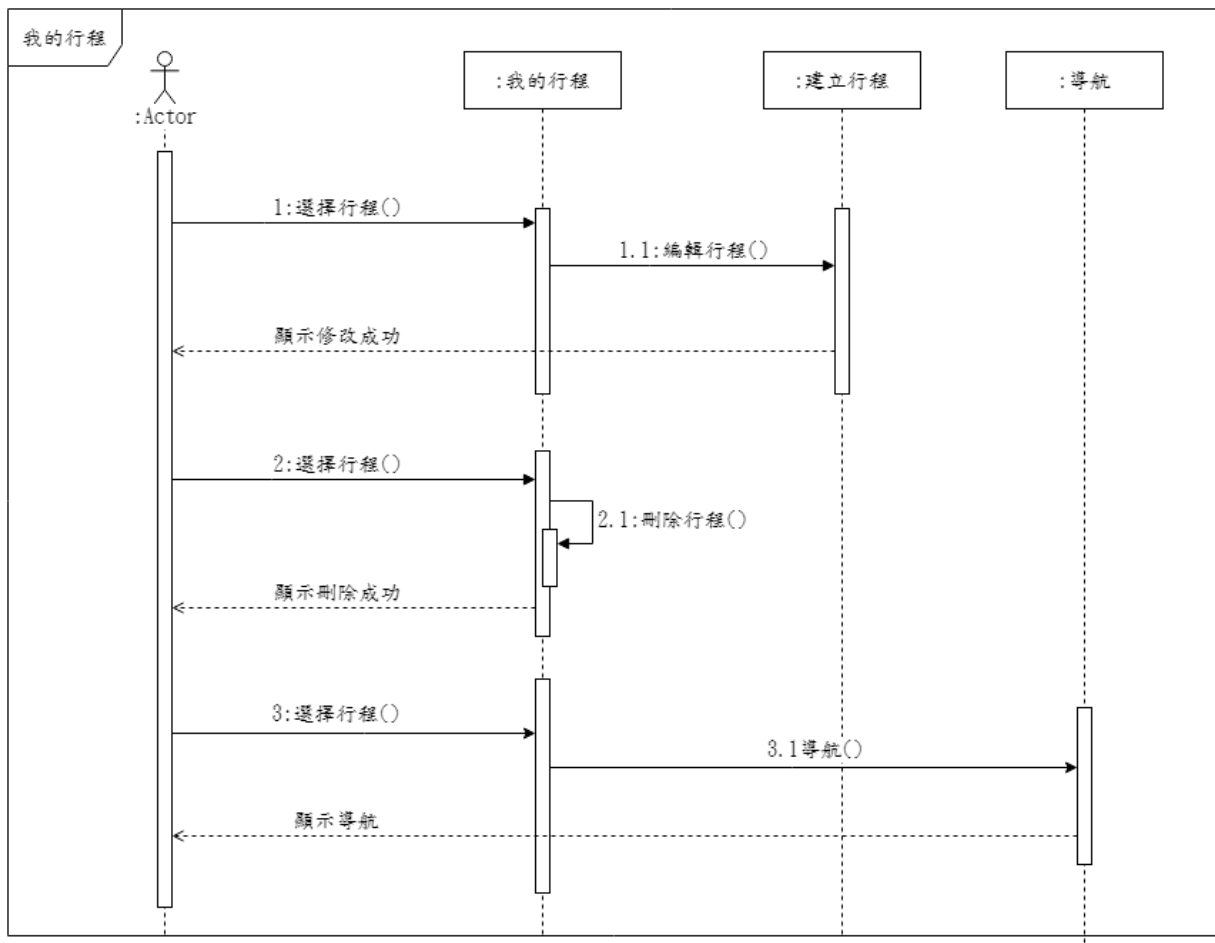 我的行程
:Actor
:我的行程
:建立行程
:導航
1:選擇行程()
1.1:編輯行程()
顯示修改成功
2:選擇行程()
2.1:刪除行程()
顯示刪除成功
3:選擇行程()
3.1導航()
顯示導航